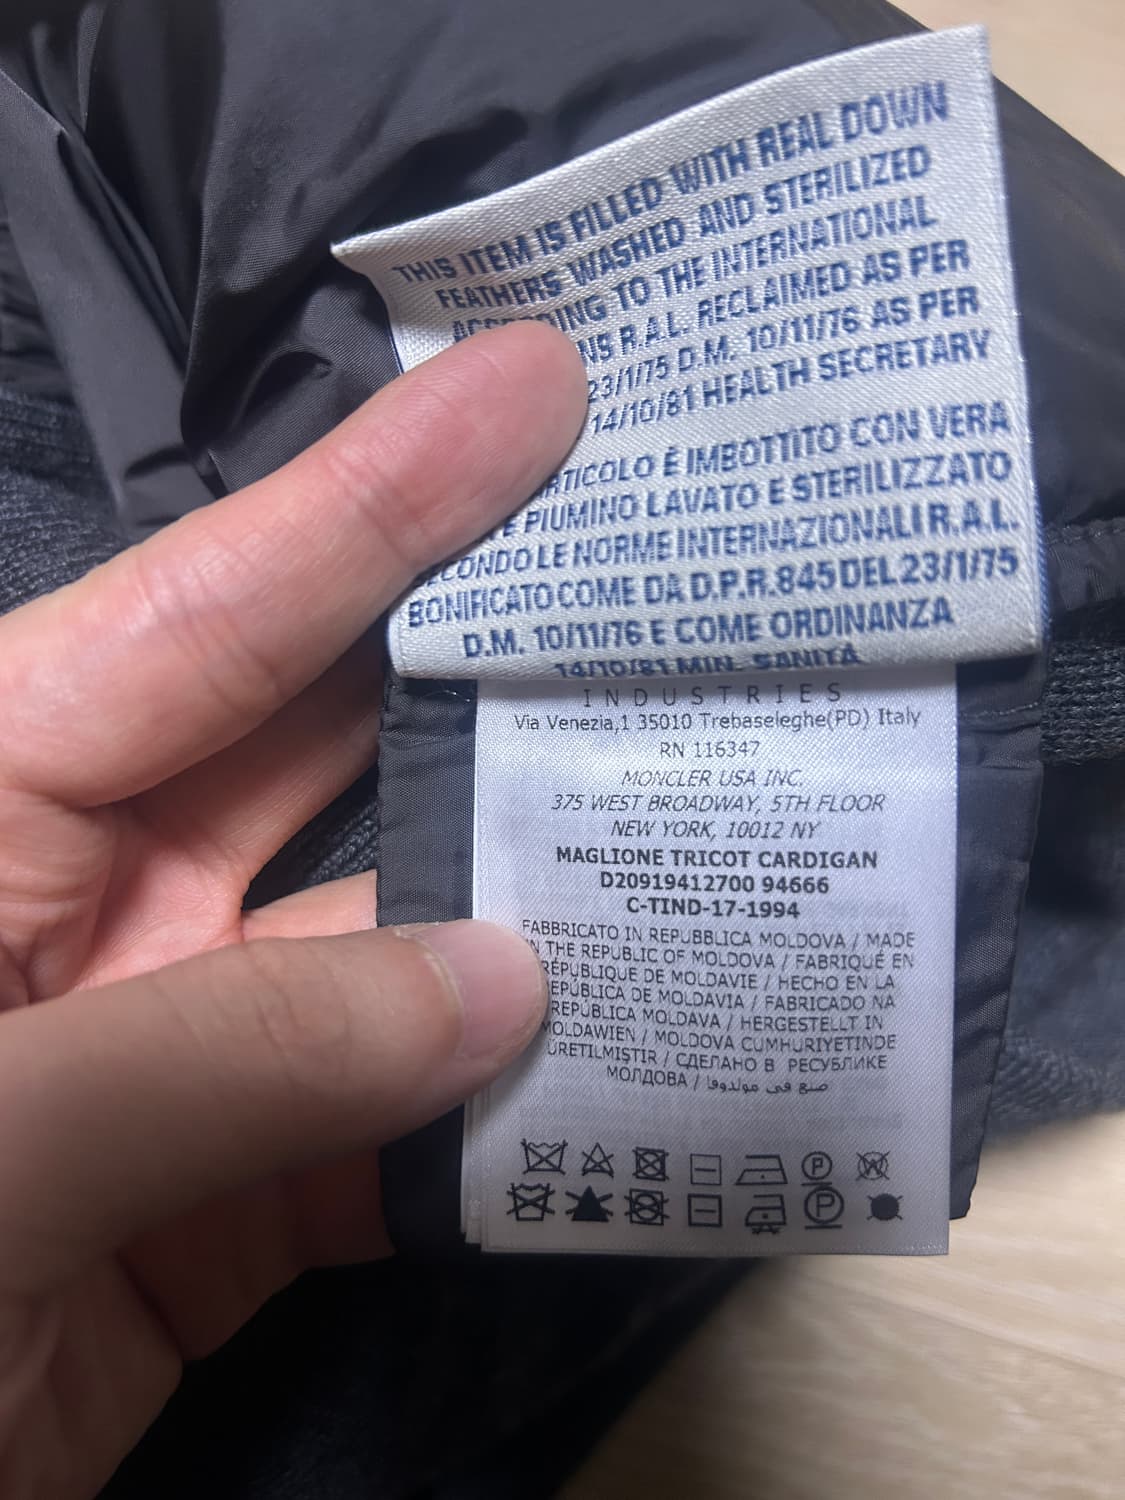 THIS ITEM IS FILLED WITH REAL DOWN
FEATHERS WASHED AND STERILIZED
TO THE INTERNATIONAL
R.A.L. RECLAIMED AS PER
23/1/75 D.M. 10/11/76 AS PER
14/10/81 HEALTH SECRETARY
È IMBOTTITO CON VERA
PIUMINO LAVATO E STERILIZZATO
LE NORME INTERNAZIONALI R.A.L.
BONIFICATO COME DA D.P.R.845 DEL 23/1/75
D.M. 10/11/76 E COME ORDINANZA
14/10/81 MIN. SANITÀ
INDUSTRIES
Via Venezia,1 35010 Trebaseleghe(PD) Italy
RN 116347
MONCLER USA INC.
375 WEST BROADWAY, 5TH FLOOR
NEW YORK, 10012 NY
MAGLIONE TRICOT CARDIGAN
D20919412700 94666
C-TIND-17-1994
FABBRICATO IN REPUBBLICA MOLDOVA / MADE
THE REPUBLIC OF MOLDOVA / FABRIQUÉ EN
RÉPUBLIQUE DE MOLDAVIE / HECHO EN LA
DE MOLDAVIA / FABRICADO NA
REPÚBLICA MOLDAVA / HERGESTELLT IN
MOLDAWIEN / MOLDOVA CUMHURIYETINDE
ÜRETILMIŞTIR / СДЕЛАНО В РЕСУБЛИКЕ
МОЛДОВА / صنع في مولدوفا
P W
P